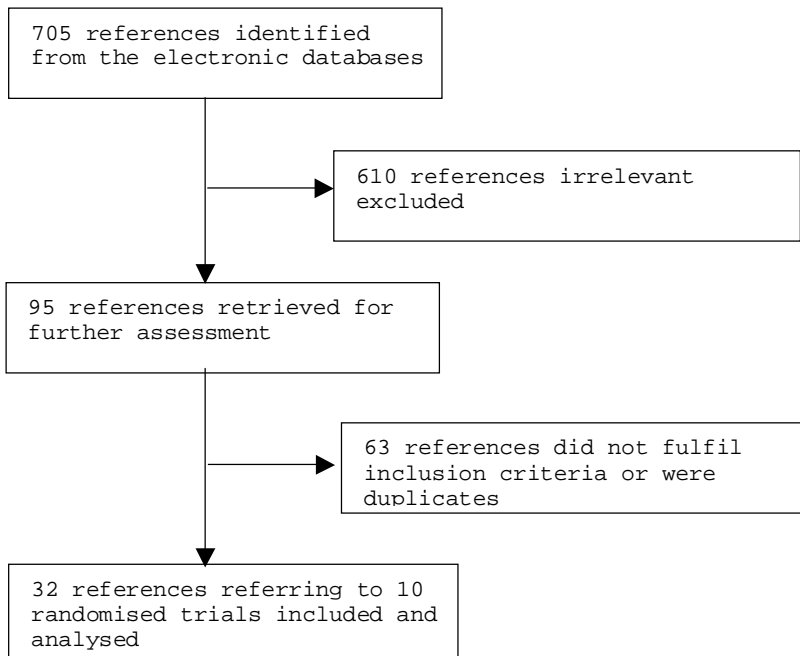 705 references identified
from the electronic databases
610 references irrelevant
excluded
95 references retrieved for
further assessment
63 references did not fulfil
inclusion criteria or were
duplicates
32 references referring to 10
randomised trials included and
analysed